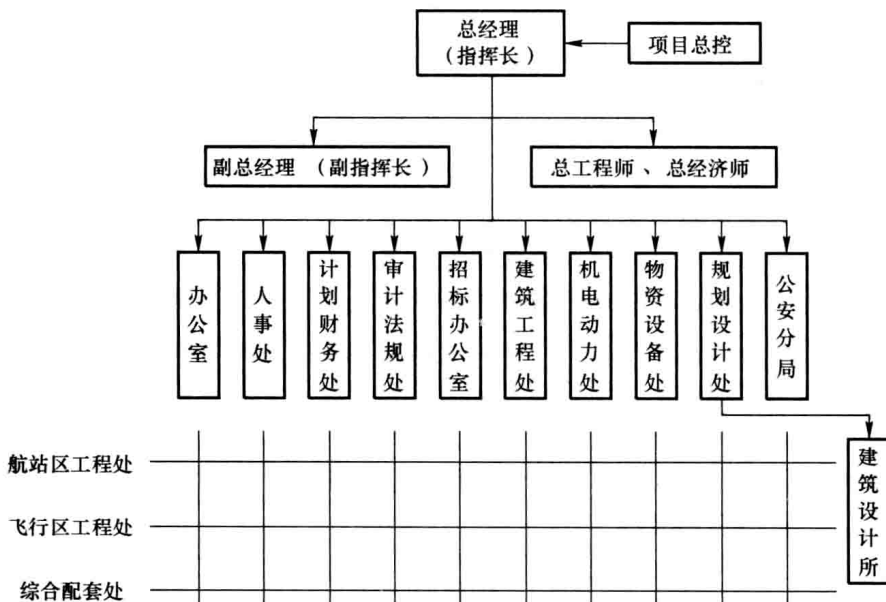 总经理
（指挥长）
项目总控
副总经理 （副指挥长）
总工程师 、总经济师
办公室
人事处
计划财务处
审计法规处
招标办公室
建筑工程处
机电动力处
物资设备处
规划设计处
公安分局
航站区工程处
飞行区工程处
综合配套处
建筑设计所